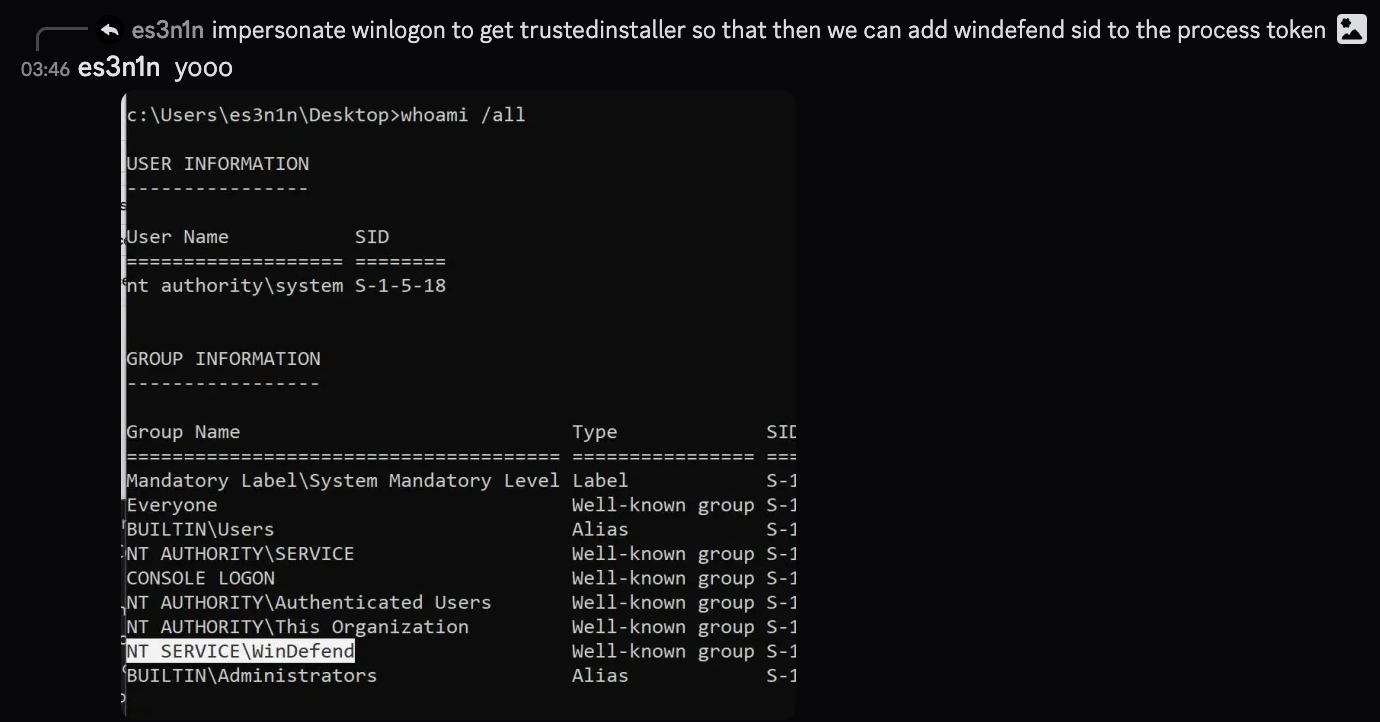 es3n1n impersonate winlogon to get trustedinstaller so that then we can add windefend sid to the process token
03:46 es3n1n yooo
c:\Users\es3n1n\Desktop>whoami /all
USER INFORMATION
----------------
User Name           SID
=================== ========
nt authority\system S-1-5-18
GROUP INFORMATION
-----------------
Group Name                             Type             SID
====================================== ================ ===
Mandatory Label\System Mandatory Level Label            S-1
Everyone                               Well-known group S-1
BUILTIN\Users                          Alias            S-1
NT AUTHORITY\SERVICE                   Well-known group S-1
CONSOLE LOGON                          Well-known group S-1
NT AUTHORITY\Authenticated Users       Well-known group S-1
NT AUTHORITY\This Organization         Well-known group S-1
NT SERVICE\WinDefend                   Well-known group S-1
BUILTIN\Administrators                 Alias            S-1